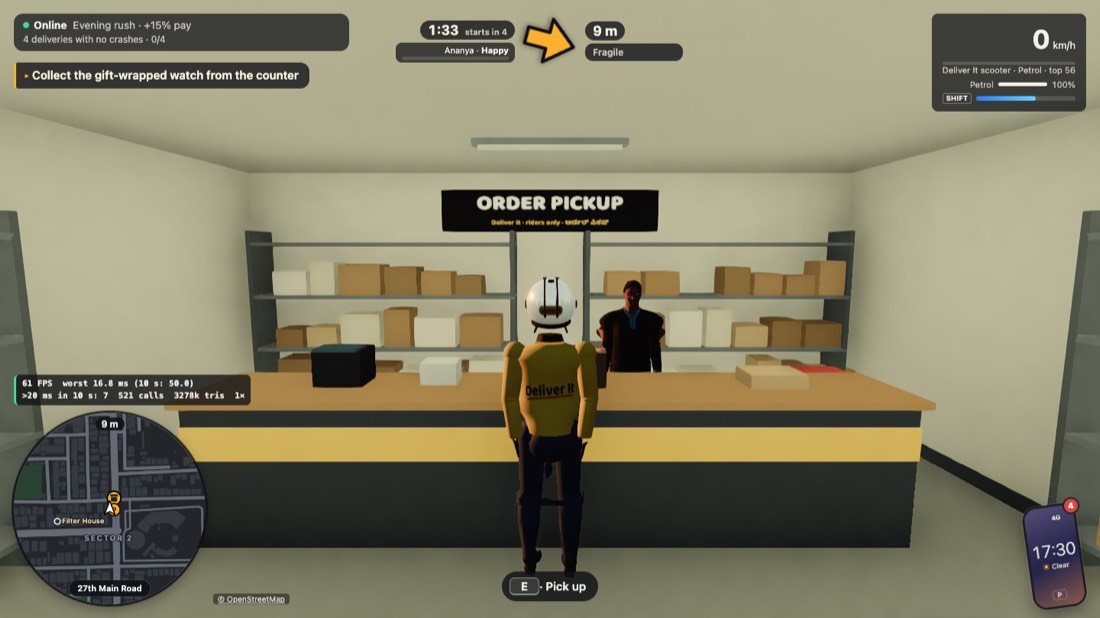 Online Evening rush · +15% pay
4 deliveries with no crashes · 0/4
Collect the gift-wrapped watch from the counter
1:33 starts in 4
Ananya · Happy
9 m
Fragile
0 km/h
Deliver It scooter · Petrol · top 56
Petrol 100%
SHIFT
ORDER PICKUP
Deliver It · riders only ·
Deliver It
61 FPS worst 16.8 ms (10 s: 50.0)
>20 ms in 10 s: 7 521 calls 3278k tris 1×
9 m
Filter House
SECTOR 2
27th Main Road
© OpenStreetMap
E · Pick up
4
4G
17:30
Clear
P